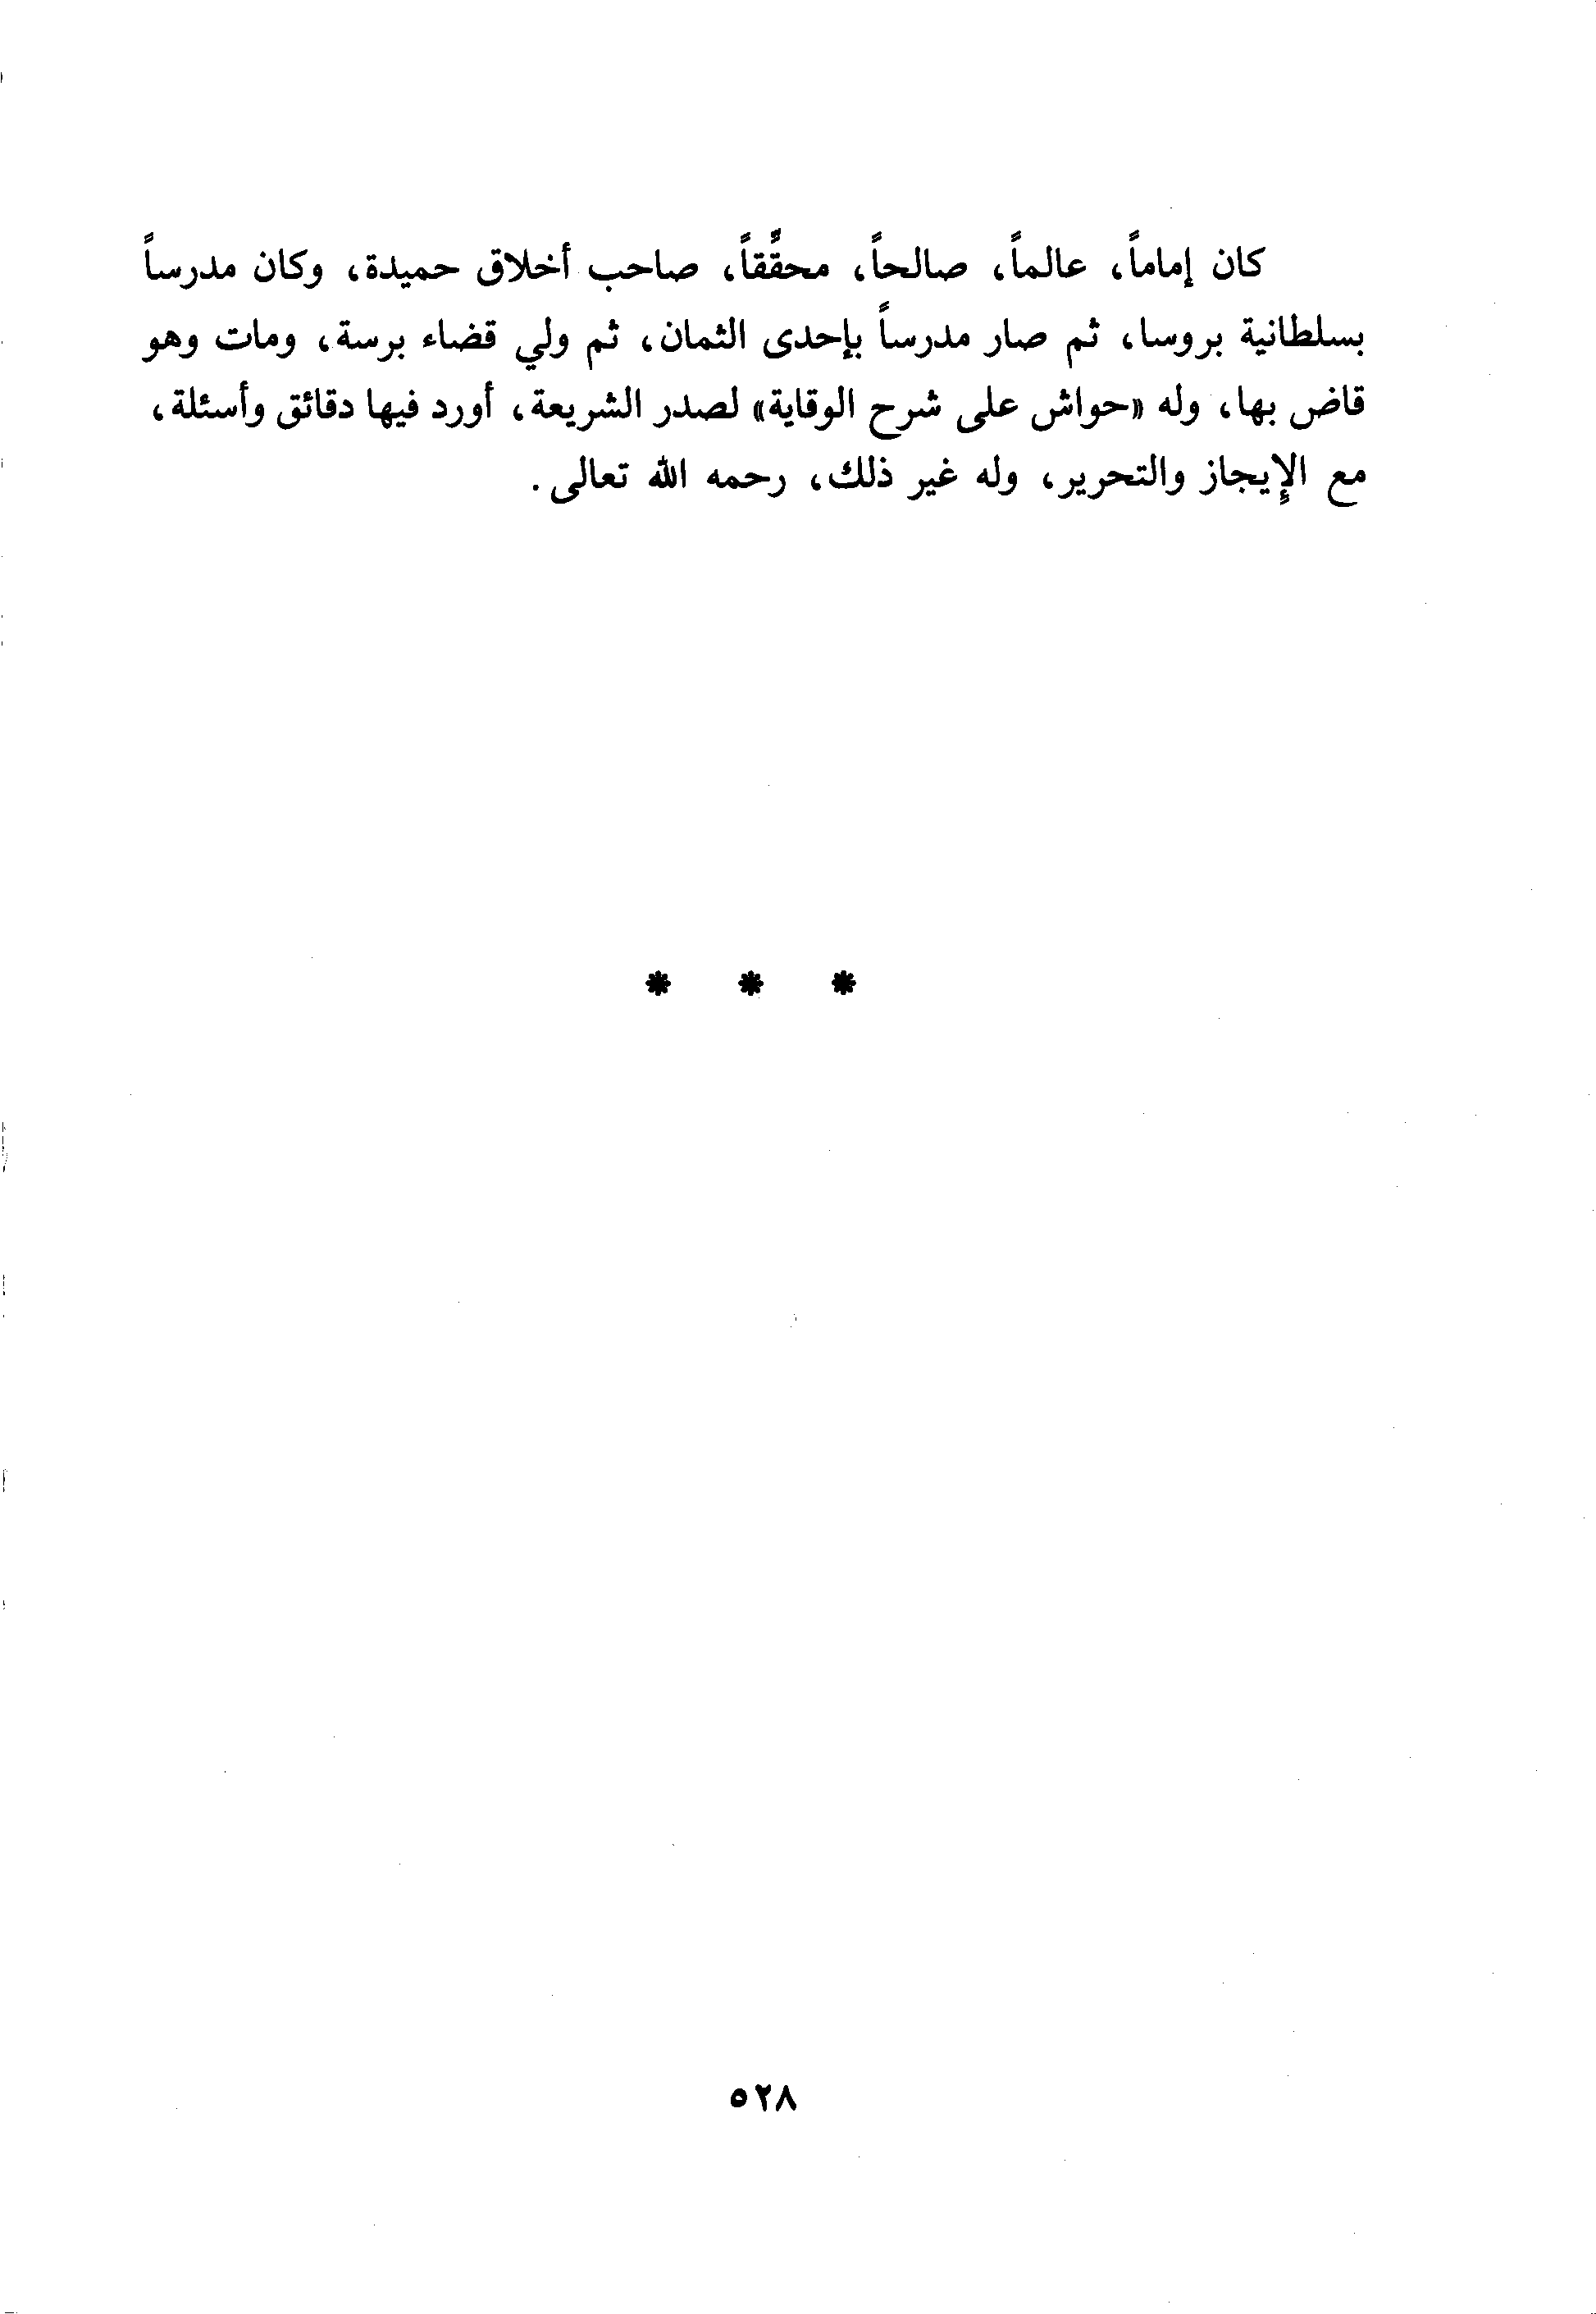 كان إماماً، عالماً، صالحاً، محقِّقاً، صاحب أخلاق حميدة، وكان مدرساً
بسلطانية بروسا، ثم صار مدرساً بإحدى الثمان، ثم ولي قضاء برسة، ومات وهو
قاض بها، وله «حواش على شرح الوقاية» لصدر الشريعة، أورد فيها دقائق وأسئلة،
مع الإيجاز والتحرير، وله غير ذلك، رحمه الله تعالى.
* * *
٥٢٨